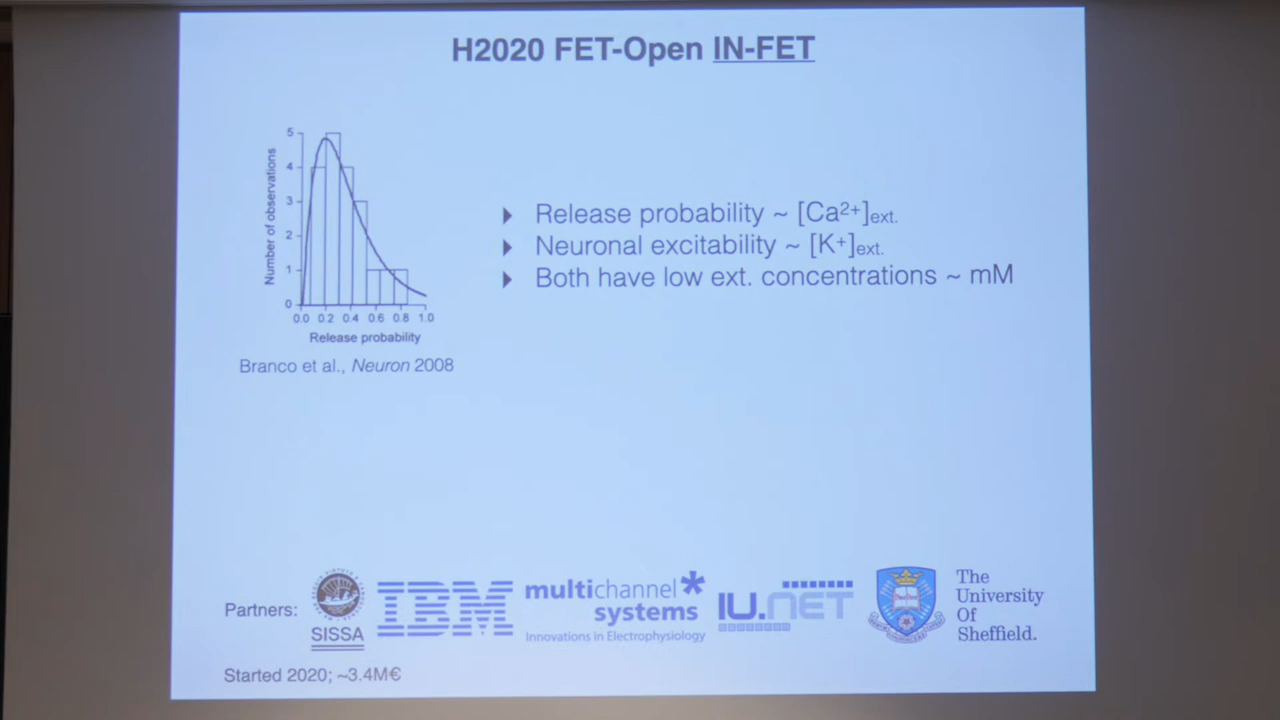 H2020 FET-Open IN-FET
5
4
3
2
1
0
Number of observations
0.0 0.2 0.4 0.6 0.8 1.0
Release probability
Branco et al., Neuron 2008
Release probability ~ [Ca²⁺]ext.
Neuronal excitability ~ [K⁺]ext.
Both have low ext. concentrations ~ mM
Partners:
SISSA
IBM
multichannel
systems
Innovations in Electrophysiology
IU.NET
The
University
Of
Sheffield.
Started 2020; ~3.4M€